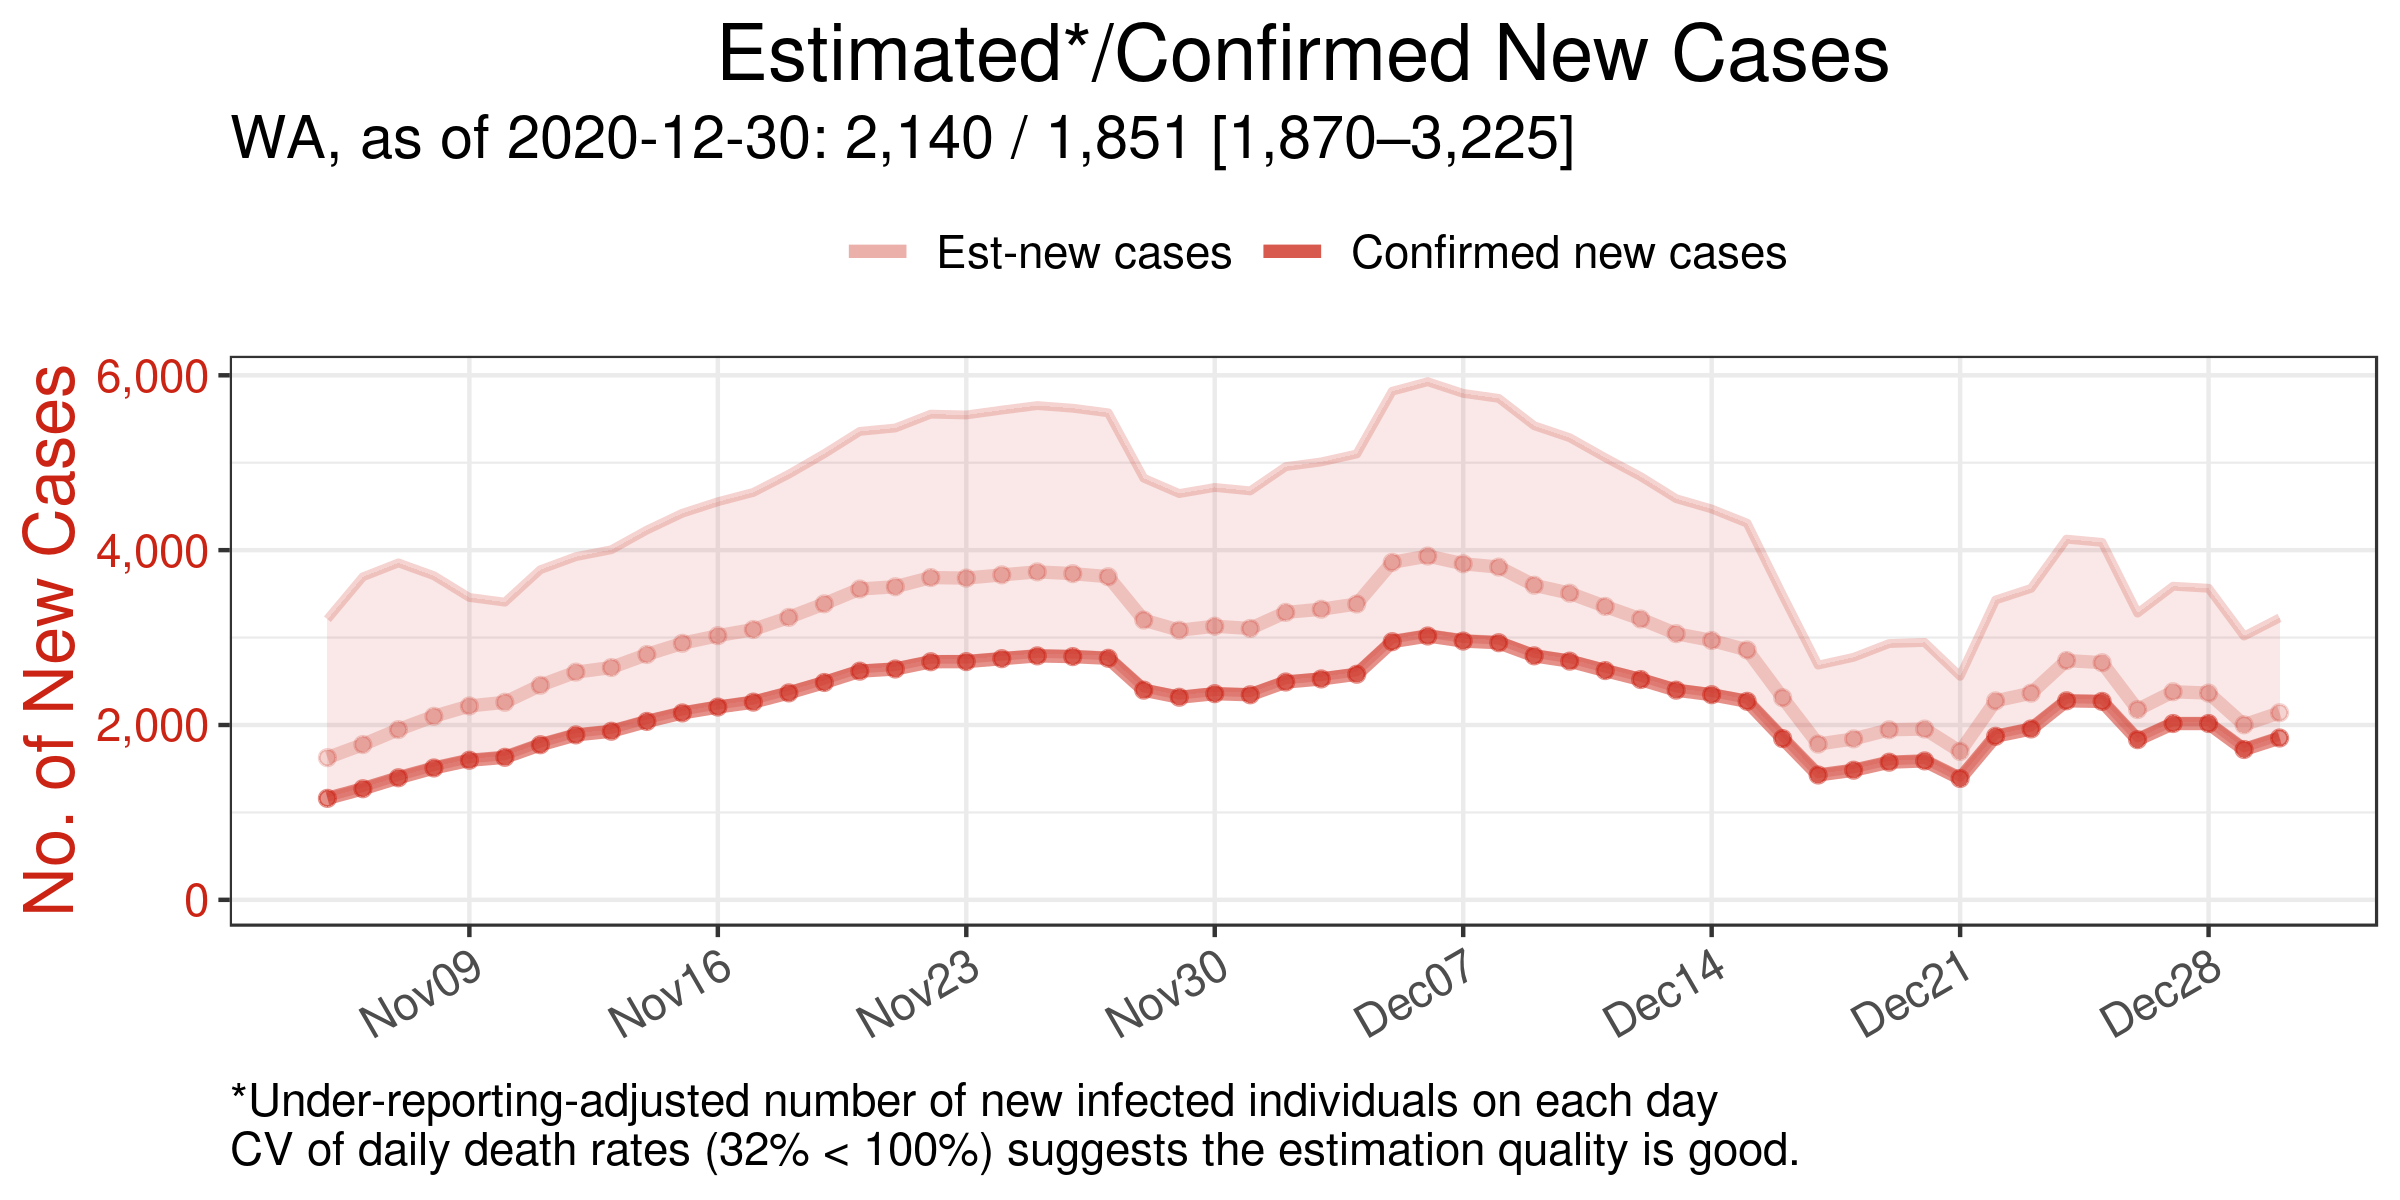 Estimated*/Confirmed New Cases
WA, as of 2020-12-30: 2,140 / 1,851 [1,870–3,225]
Est-new cases
Confirmed new cases
No. of New Cases
6,000
4,000
2,000
0
Nov09
Nov16
Nov23
Nov30
Dec07
Dec14
Dec21
Dec28
*Under-reporting-adjusted number of new infected individuals on each day
CV of daily death rates (32% < 100%) suggests the estimation quality is good.